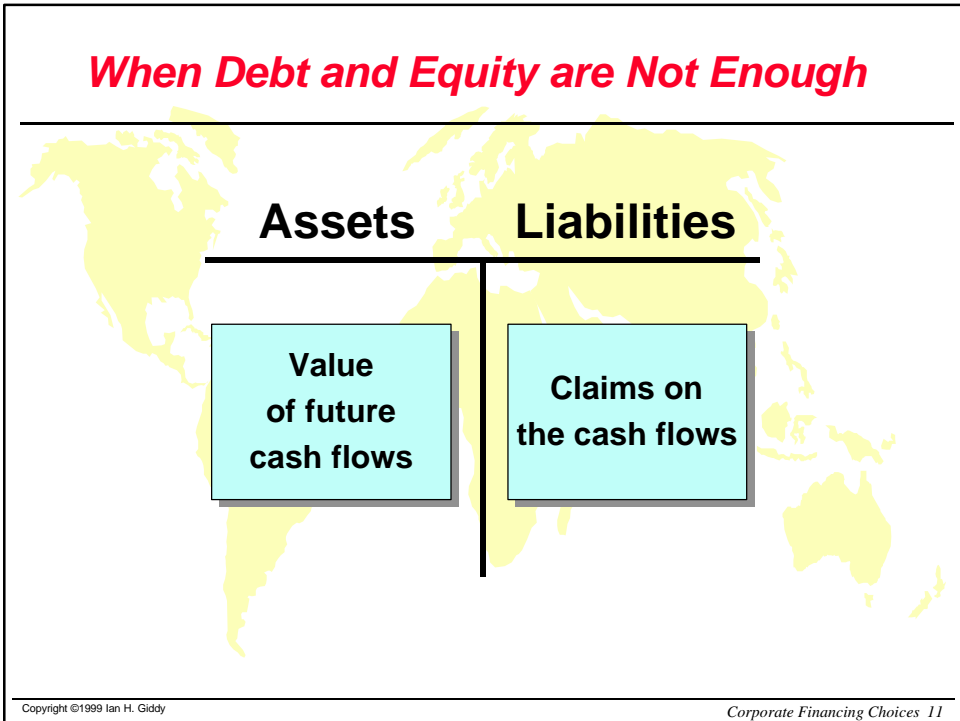 When Debt and Equity are Not Enough
Assets
Liabilities
Value
of future
cash flows
Claims on
the cash flows
Copyright ©1999 Ian H. Giddy
Corporate Financing Choices 11